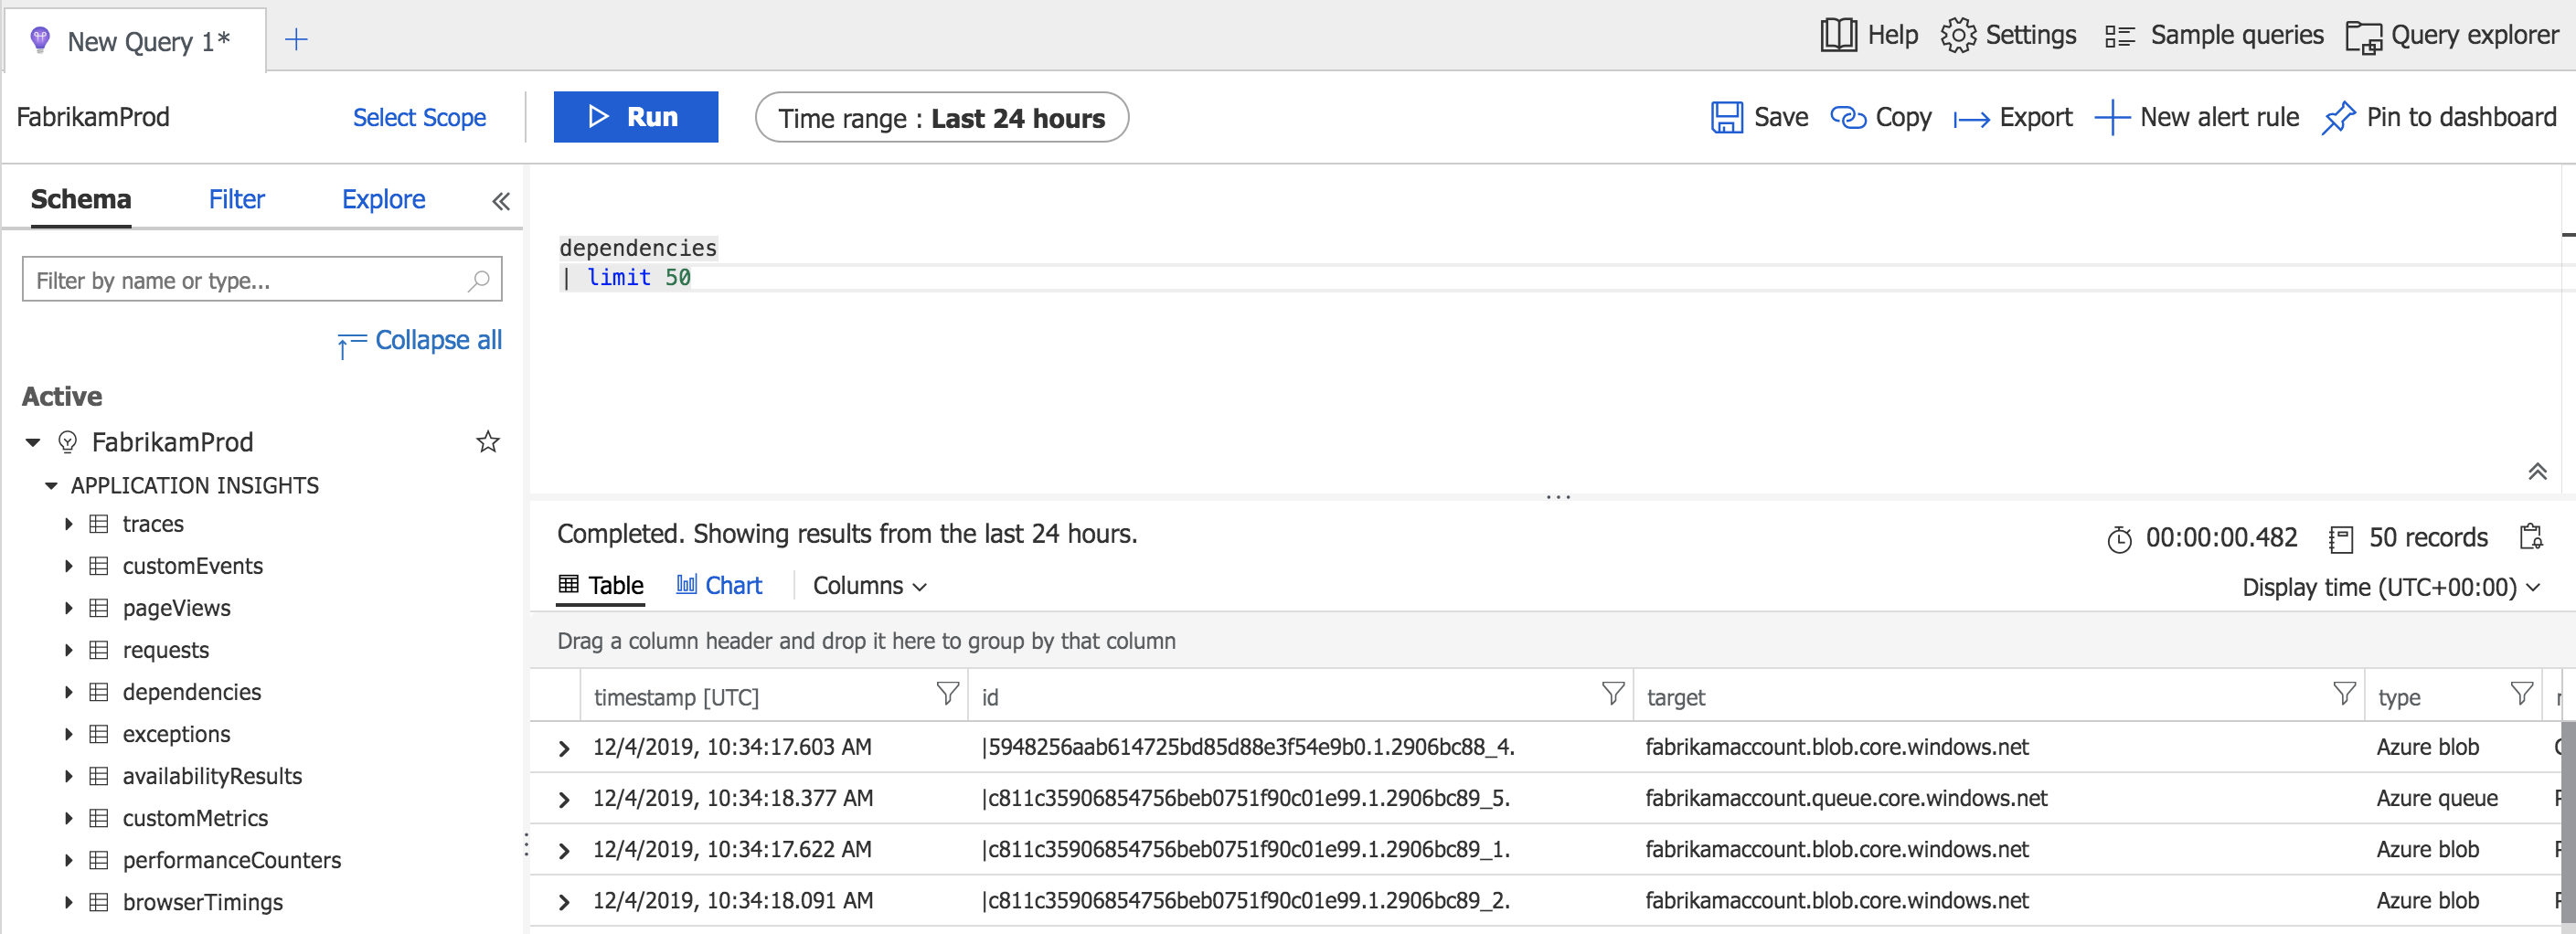 New Query 1*
Help Settings Sample queries Query explorer
FabrikamProd Select Scope Run Time range : Last 24 hours Save Copy Export New alert rule Pin to dashboard
Schema Filter Explore
Filter by name or type...
Collapse all
Active
FabrikamProd
APPLICATION INSIGHTS
traces
customEvents
pageViews
requests
dependencies
exceptions
availabilityResults
customMetrics
performanceCounters
browserTimings
dependencies
| limit 50
Completed. Showing results from the last 24 hours. 00:00:00.482 50 records
Table Chart Columns Display time (UTC+00:00)
Drag a column header and drop it here to group by that column
timestamp [UTC] id target type
12/4/2019, 10:34:17.603 AM |5948256aab614725bd85d88e3f54e9b0.1.2906bc88_4. fabrikamaccount.blob.core.windows.net Azure blob
12/4/2019, 10:34:18.377 AM |c811c35906854756beb0751f90c01e99.1.2906bc89_5. fabrikamaccount.queue.core.windows.net Azure queue
12/4/2019, 10:34:17.622 AM |c811c35906854756beb0751f90c01e99.1.2906bc89_1. fabrikamaccount.blob.core.windows.net Azure blob
12/4/2019, 10:34:18.091 AM |c811c35906854756beb0751f90c01e99.1.2906bc89_2. fabrikamaccount.blob.core.windows.net Azure blob